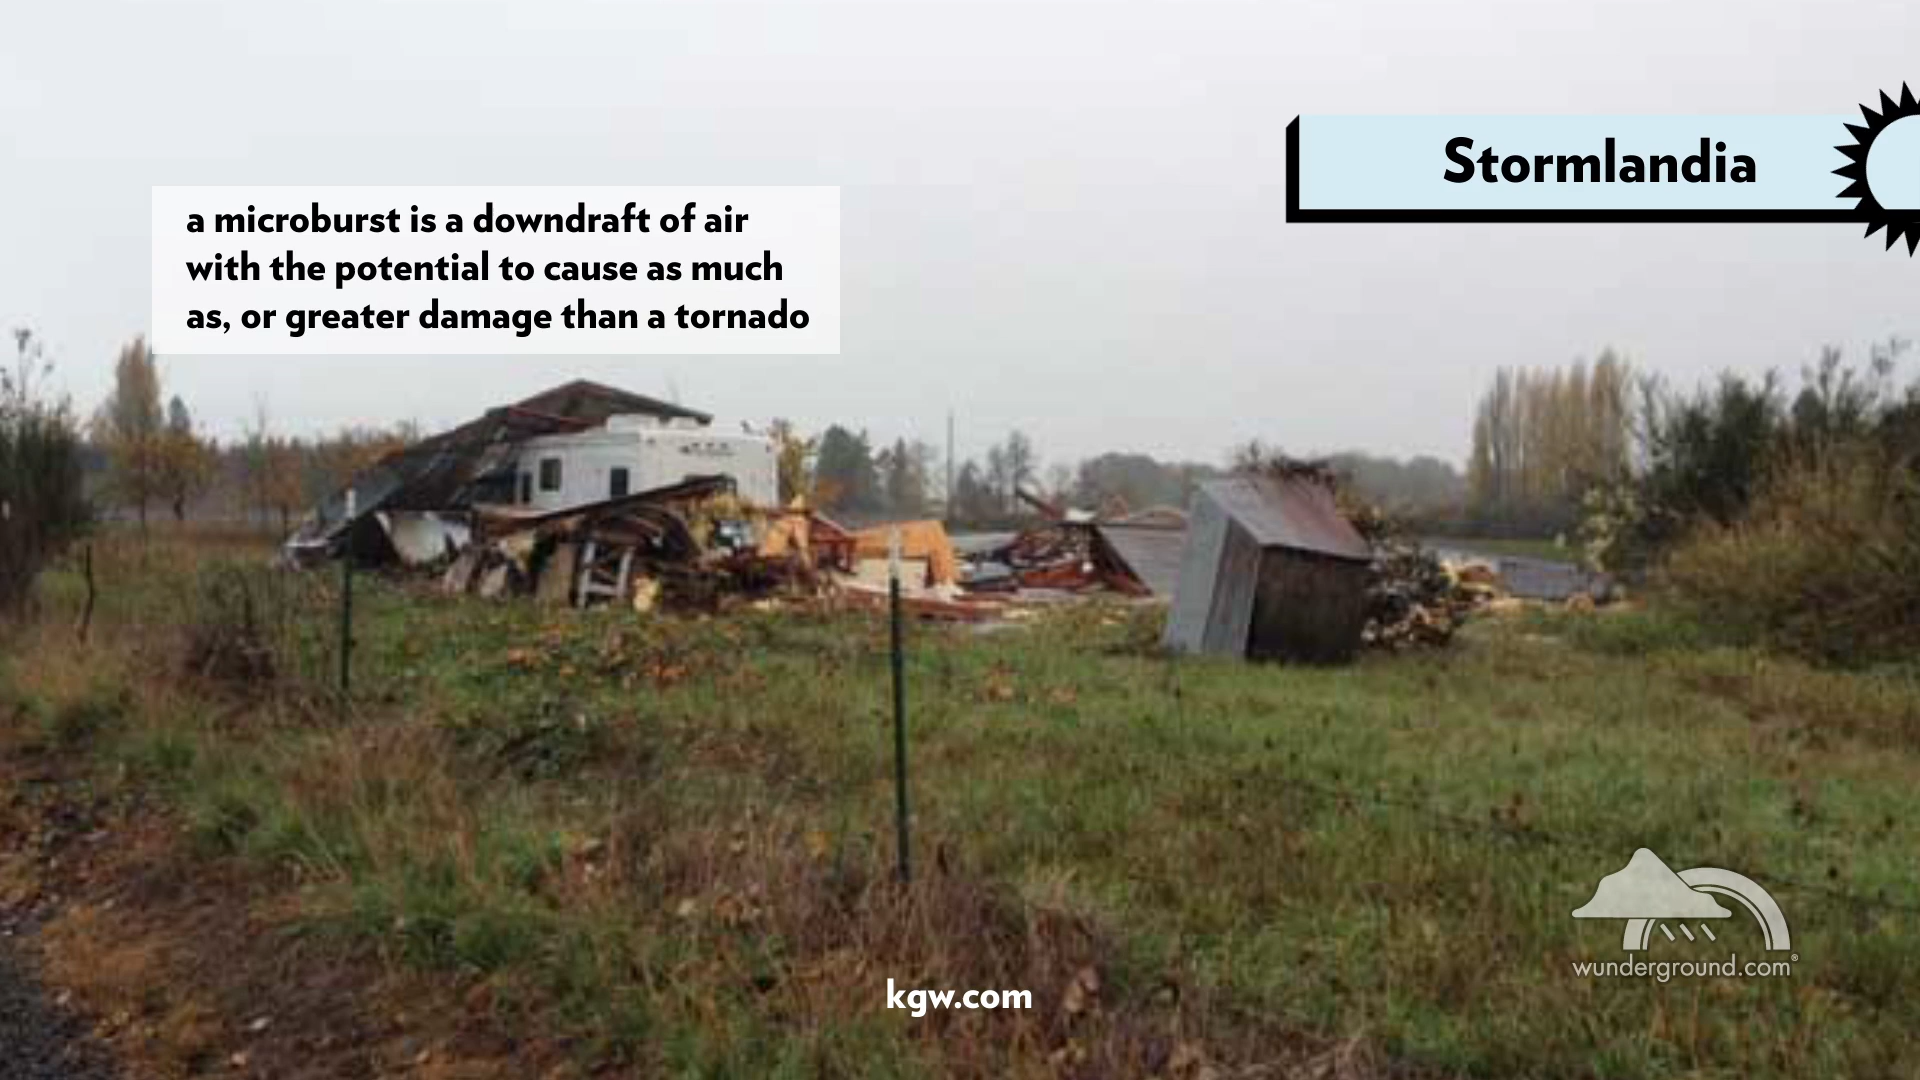 Stormlandia
a microburst is a downdraft of air
with the potential to cause as much
as, or greater damage than a tornado
wunderground.com®
kgw.com